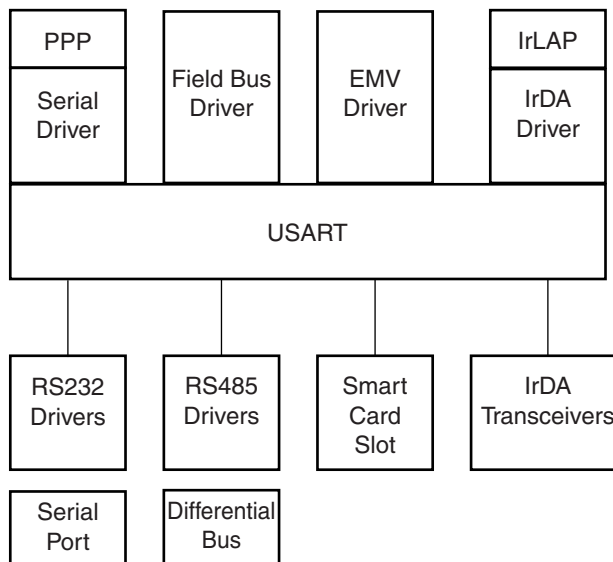 PPP
Serial
Driver
Field Bus
Driver
EMV
Driver
IrLAP
IrDA
Driver
USART
RS232
Drivers
RS485
Drivers
Smart
Card
Slot
IrDA
Transceivers
Serial
Port
Differential
Bus